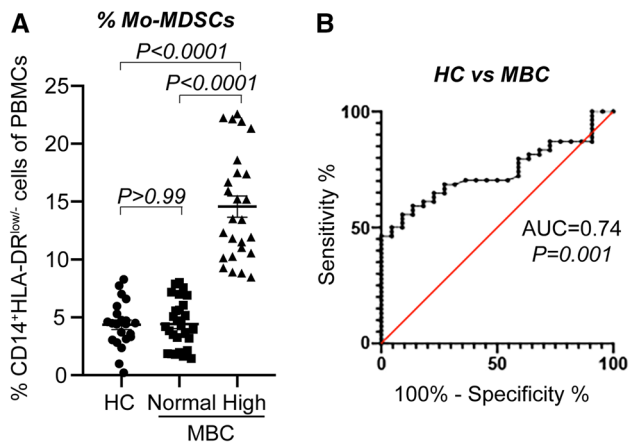 A
% Mo-MDSCs
P<0.0001
P<0.0001
P>0.99
% CD14⁺HLA-DRˡᵒʷ/⁻ cells of PBMCs
25
20
15
10
5
0
HC Normal High
MBC
B
HC vs MBC
Sensitivity %
100
50
0
AUC=0.74
P=0.001
0 50 100
100% - Specificity %